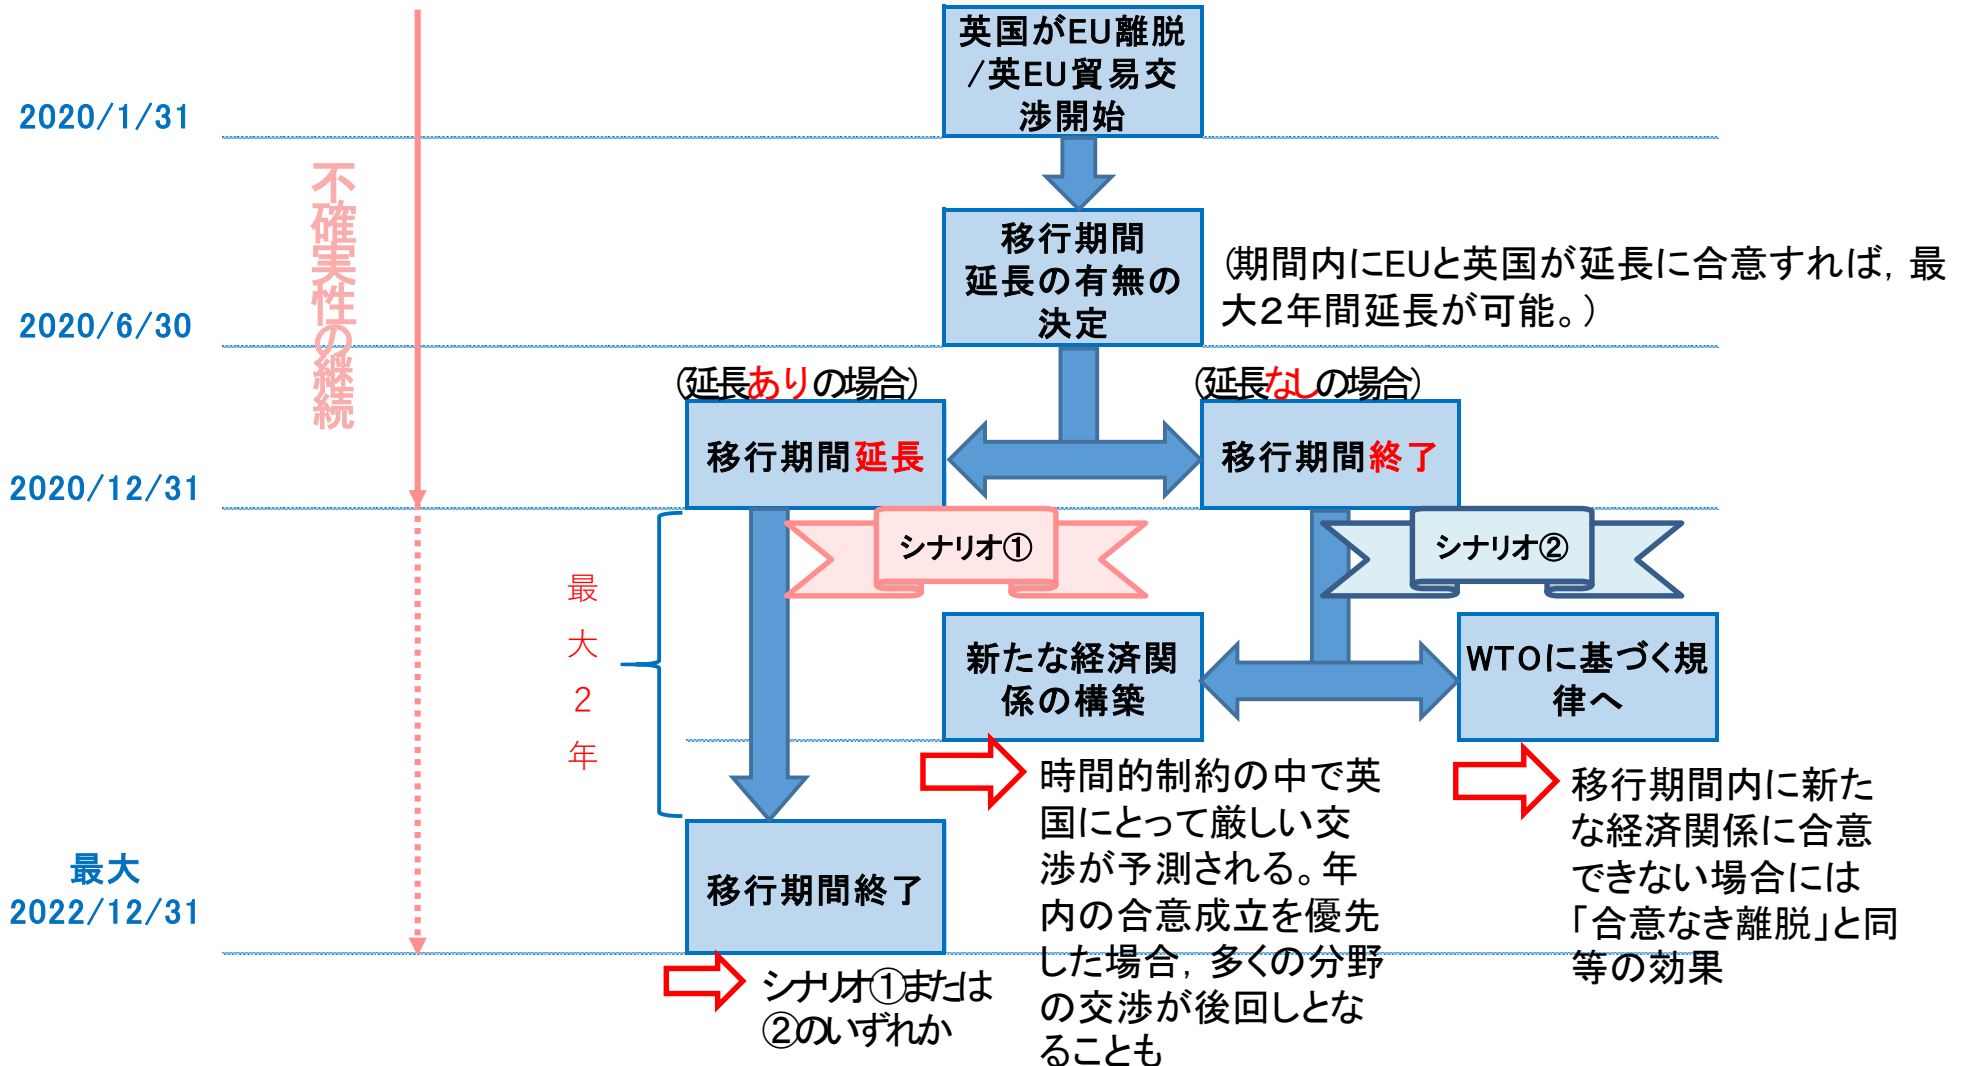 英国がEU離脱
/英EU貿易交
渉開始
2020/1/31
不確実性の継続
移行期間
延長の有無の
決定
(期間内にEUと英国が延長に合意すれば，最
大２年間延長が可能。)
2020/6/30
(延長ありの場合)
(延長なしの場合)
移行期間延長
移行期間終了
2020/12/31
シナリオ①
シナリオ②
最
大
２
年
新たな経済関
係の構築
WTOに基づく規
律へ
時間的制約の中で英
国にとって厳しい交
渉が予測される。年
内の合意成立を優先
した場合，多くの分野
の交渉が後回しとな
ることも
移行期間内に新た
な経済関係に合意
できない場合には
「合意なき離脱」と同
等の効果
最大
2022/12/31
移行期間終了
シナリオ①または
②のいずれか